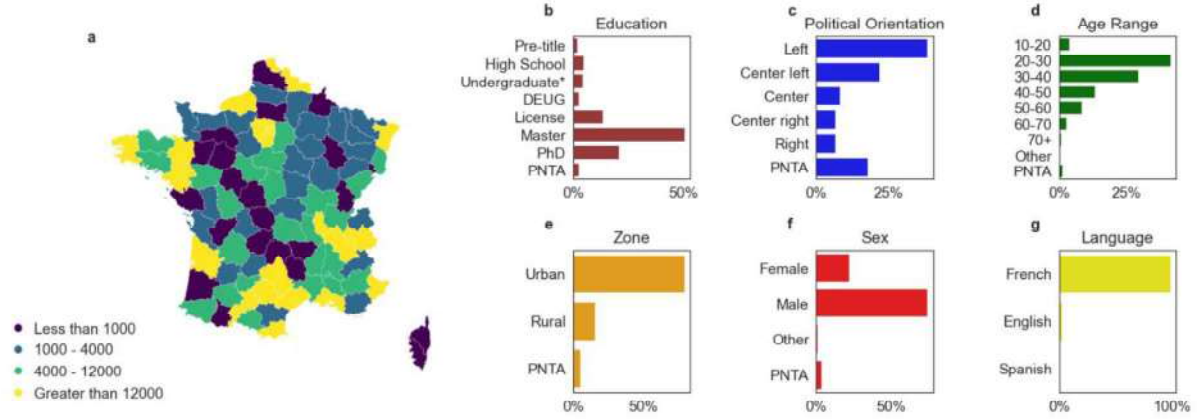 a
Less than 1000
1000 - 4000
4000 - 12000
Greater than 12000
b
Education
Pre-title
High School
Undergraduate*
DEUG
License
Master
PhD
PNTA
0% 50%
c
Political Orientation
Left
Center left
Center
Center right
Right
PNTA
0% 25%
d
Age Range
10-20
20-30
30-40
40-50
50-60
60-70
70+
Other
PNTA
0% 25%
e
Zone
Urban
Rural
PNTA
0% 50%
f
Sex
Female
Male
Other
PNTA
0% 50%
g
Language
French
English
Spanish
0% 100%